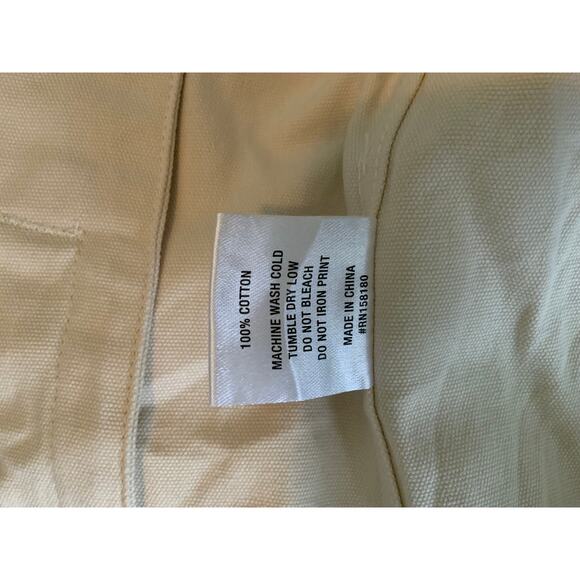 100% COTTON
MACHINE WASH COLD
TUMBLE DRY LOW
DO NOT BLEACH
DO NOT IRON PRINT
MADE IN CHINA
#RN158180